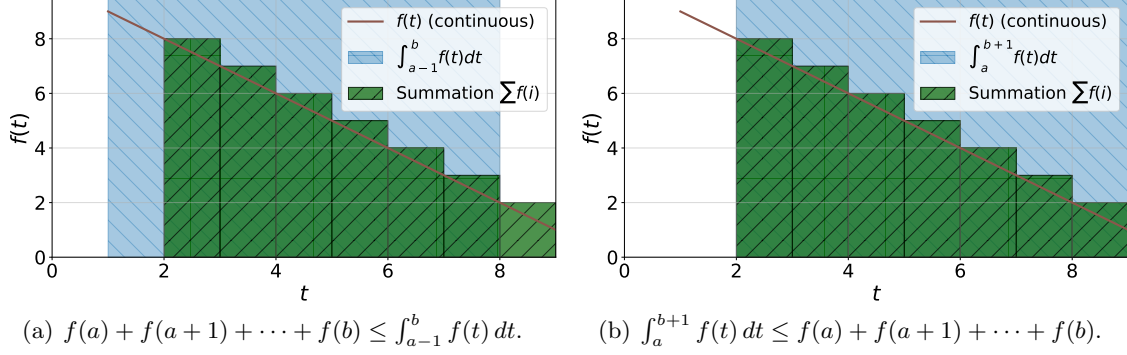 f(t)
8
6
4
2
0
0 2 4 6 8
t
f(t) (continuous)
∫_{a−1}^{b} f(t)dt
Summation ∑f(i)
(a) f(a) + f(a + 1) + ··· + f(b) ≤ ∫_{a−1}^{b} f(t) dt.
f(t)
8
6
4
2
0
0 2 4 6 8
t
f(t) (continuous)
∫_{a}^{b+1} f(t)dt
Summation ∑f(i)
(b) ∫_{a}^{b+1} f(t) dt ≤ f(a) + f(a + 1) + ··· + f(b).